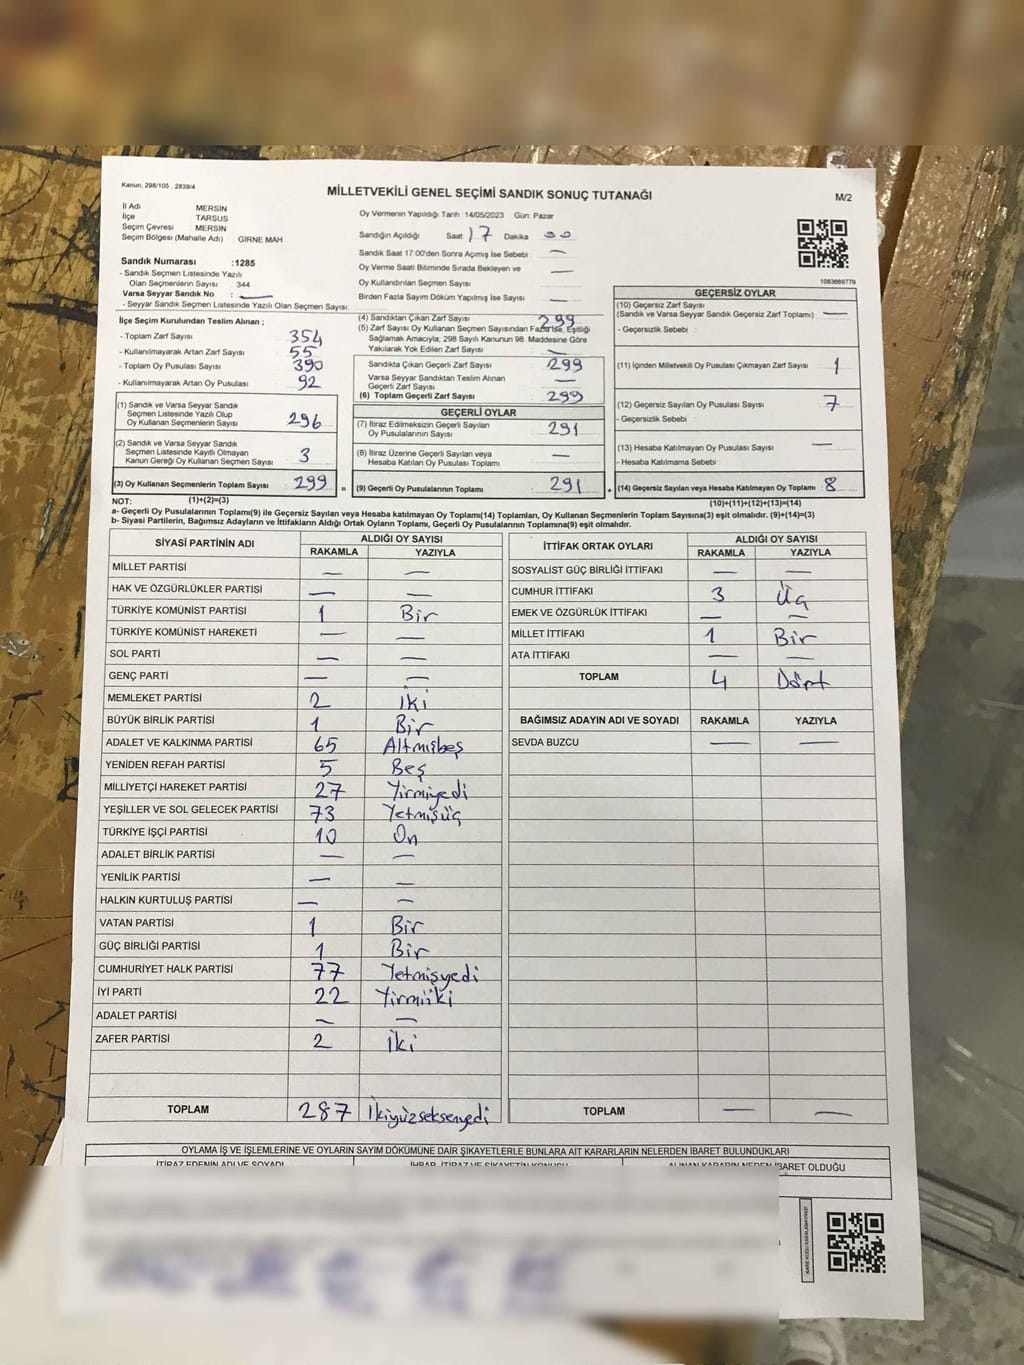 Kanun, 298/105 , 2839/4
MİLLETVEKİLİ GENEL SEÇİMİ SANDIK SONUÇ TUTANAĞI
M/2
İl Adı MERSİN
İlçe TARSUS
Seçim Çevresi MERSİN
Seçim Bölgesi (Mahalle Adı) GİRNE MAH.
Sandık Numarası :1285
- Sandık Seçmen Listesinde Yazılı
Olan Seçmenlerin Sayısı 344
Varsa Seyyar Sandık No : —
- Seyyar Sandık Seçmen Listesinde Yazılı Olan Seçmen Sayısı:
Oy Vermenin Yapıldığı Tarih :14/05/2023 Gün: Pazar
Sandığın Açıldığı Saat 17 Dakika 00
Sandık Saat 17:00'den Sonra Açımış İse Sebebi —
Oy Verme Saati Bitiminde Sırada Bekleyen ve
Oy Kullandırılan Seçmen Sayısı —
Birden Fazla Sayım Döküm Yapılmış İse Sayısı —
1083669779
İlçe Seçim Kurulundan Teslim Alınan ;
- Toplam Zarf Sayısı 354
- Kullanılmayarak Artan Zarf Sayısı 55
- Toplam Oy Pusulası Sayısı 390
- Kullanılmayarak Artan Oy Pusulası 92
(1) Sandık ve Varsa Seyyar Sandık
Seçmen Listesinde Yazılı Olup
Oy Kullanan Seçmenlerin Sayısı 296
(2) Sandık ve Varsa Seyyar Sandık
Seçmen Listesinde Kayıtlı Olmayan
Kanun Gereği Oy Kullanan Seçmen Sayısı 3
(3) Oy Kullanan Seçmenlerin Toplam Sayısı : 299 =
(4) Sandıktan Çıkan Zarf Sayısı 299
(5) Zarf Sayısı Oy Kullanan Seçmen Sayısından Fazla İse, Eşitliği
Sağlamak Amacıyla; 298 Sayılı Kanunun 98. Maddesine Göre
Yakılarak Yok Edilen Zarf Sayısı —
Sandıkta Çıkan Geçerli Zarf Sayısı 299
Varsa Seyyar Sandıktan Teslim Alınan
Geçerli Zarf Sayısı —
(6) Toplam Geçerli Zarf Sayısı : 299
GEÇERLİ OYLAR
(7) İtiraz Edilmeksizin Geçerli Sayılan
Oy Pusulalarının Sayısı 291
(8) İtiraz Üzerine Geçerli Sayılan veya
Hesaba Katılan Oy Pusulası Toplamı —
(9) Geçerli Oy Pusulalarının Toplamı : 291 +
GEÇERSİZ OYLAR
(10) Geçersiz Zarf Sayısı
(Sandık ve Varsa Seyyar Sandık Geçersiz Zarf Toplamı) —
- Geçersizlik Sebebi :
(11) İçinden Milletvekili Oy Pusulası Çıkmayan Zarf Sayısı 1
(12) Geçersiz Sayılan Oy Pusulası Sayısı 7
- Geçersizlik Sebebi :
(13) Hesaba Katılmayan Oy Pusulası Sayısı —
- Hesaba Katılmama Sebebi :
(14) Geçersiz Sayılan veya Hesaba Katılmayan Oy Toplamı : 8
NOT: (1)+(2)=(3) (10)+(11)+(12)+(13)=(14)
a- Geçerli Oy Pusulalarının Toplamı(9) ile Geçersiz Sayılan veya Hesaba katılmayan Oy Toplamı(14) Toplamları, Oy Kullanan Seçmenlerin Toplam Sayısına(3) eşit olmalıdır. (9)+(14)=(3)
b- Siyasi Partilerin, Bağımsız Adayların ve İttifakların Aldığı Ortak Oyların Toplamı, Geçerli Oy Pusulalarının Toplamına(9) eşit olmalıdır.
SİYASİ PARTİNİN ADI ALDIĞI OY SAYISI
RAKAMLA YAZIYLA
MİLLET PARTİSİ — —
HAK VE ÖZGÜRLÜKLER PARTİSİ — —
TÜRKİYE KOMÜNİST PARTİSİ 1 Bir
TÜRKİYE KOMÜNİST HAREKETİ — —
SOL PARTİ — —
GENÇ PARTİ — —
MEMLEKET PARTİSİ 2 İki
BÜYÜK BİRLİK PARTİSİ 1 Bir
ADALET VE KALKINMA PARTİSİ 65 Altmışbeş
YENİDEN REFAH PARTİSİ 5 Beş
MİLLİYETÇİ HAREKET PARTİSİ 27 Yirmiyedi
YEŞİLLER VE SOL GELECEK PARTİSİ 73 Yetmişüç
TÜRKİYE İŞÇİ PARTİSİ 10 On
ADALET BİRLİK PARTİSİ — —
YENİLİK PARTİSİ — —
HALKIN KURTULUŞ PARTİSİ — —
VATAN PARTİSİ 1 Bir
GÜÇ BİRLİĞİ PARTİSİ 1 Bir
CUMHURİYET HALK PARTİSİ 77 Yetmişyedi
İYİ PARTİ 22 Yirmiiki
ADALET PARTİSİ — —
ZAFER PARTİSİ 2 İki
TOPLAM 287 İkiyüzseksenyedi
İTTİFAK ORTAK OYLARI ALDIĞI OY SAYISI
RAKAMLA YAZIYLA
SOSYALİST GÜÇ BİRLİĞİ İTTİFAKI — —
CUMHUR İTTİFAKI 3 Üç
EMEK VE ÖZGÜRLÜK İTTİFAKI — —
MİLLET İTTİFAKI 1 Bir
ATA İTTİFAKI — —
TOPLAM 4 Dört
BAĞIMSIZ ADAYIN ADI VE SOYADI RAKAMLA YAZIYLA
SEVDA BUZCU — —
TOPLAM — —
OYLAMA İŞ VE İŞLEMLERİNE VE OYLARIN SAYIM DÖKÜMÜNE DAİR ŞİKAYETLERLE BUNLARA AİT KARARLARIN NELERDEN İBARET BULUNDUKLARI
İTİRAZ EDENİN ADI VE SOYADI İHBAR, İTİRAZ VE ŞİKAYETİN KONUSU ALINAN KARARIN NEDEN İBARET OLDUĞU